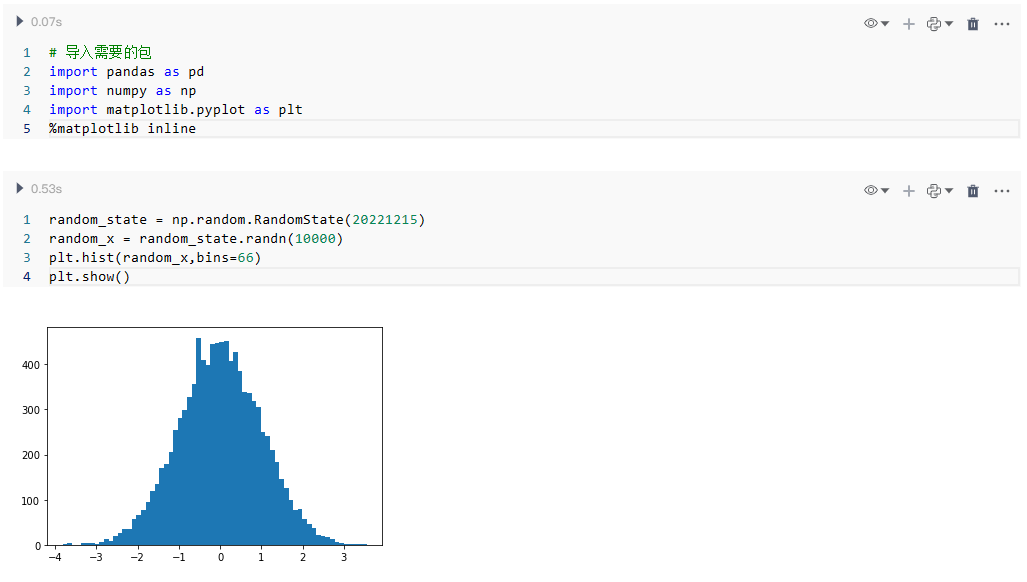 0.07s
1 # 导入需要的包
2 import pandas as pd
3 import numpy as np
4 import matplotlib.pyplot as plt
5 %matplotlib inline
0.53s
1 random_state = np.random.RandomState(20221215)
2 random_x = random_state.randn(10000)
3 plt.hist(random_x,bins=66)
4 plt.show()
400
300
200
100
0
−4 −3 −2 −1 0 1 2 3